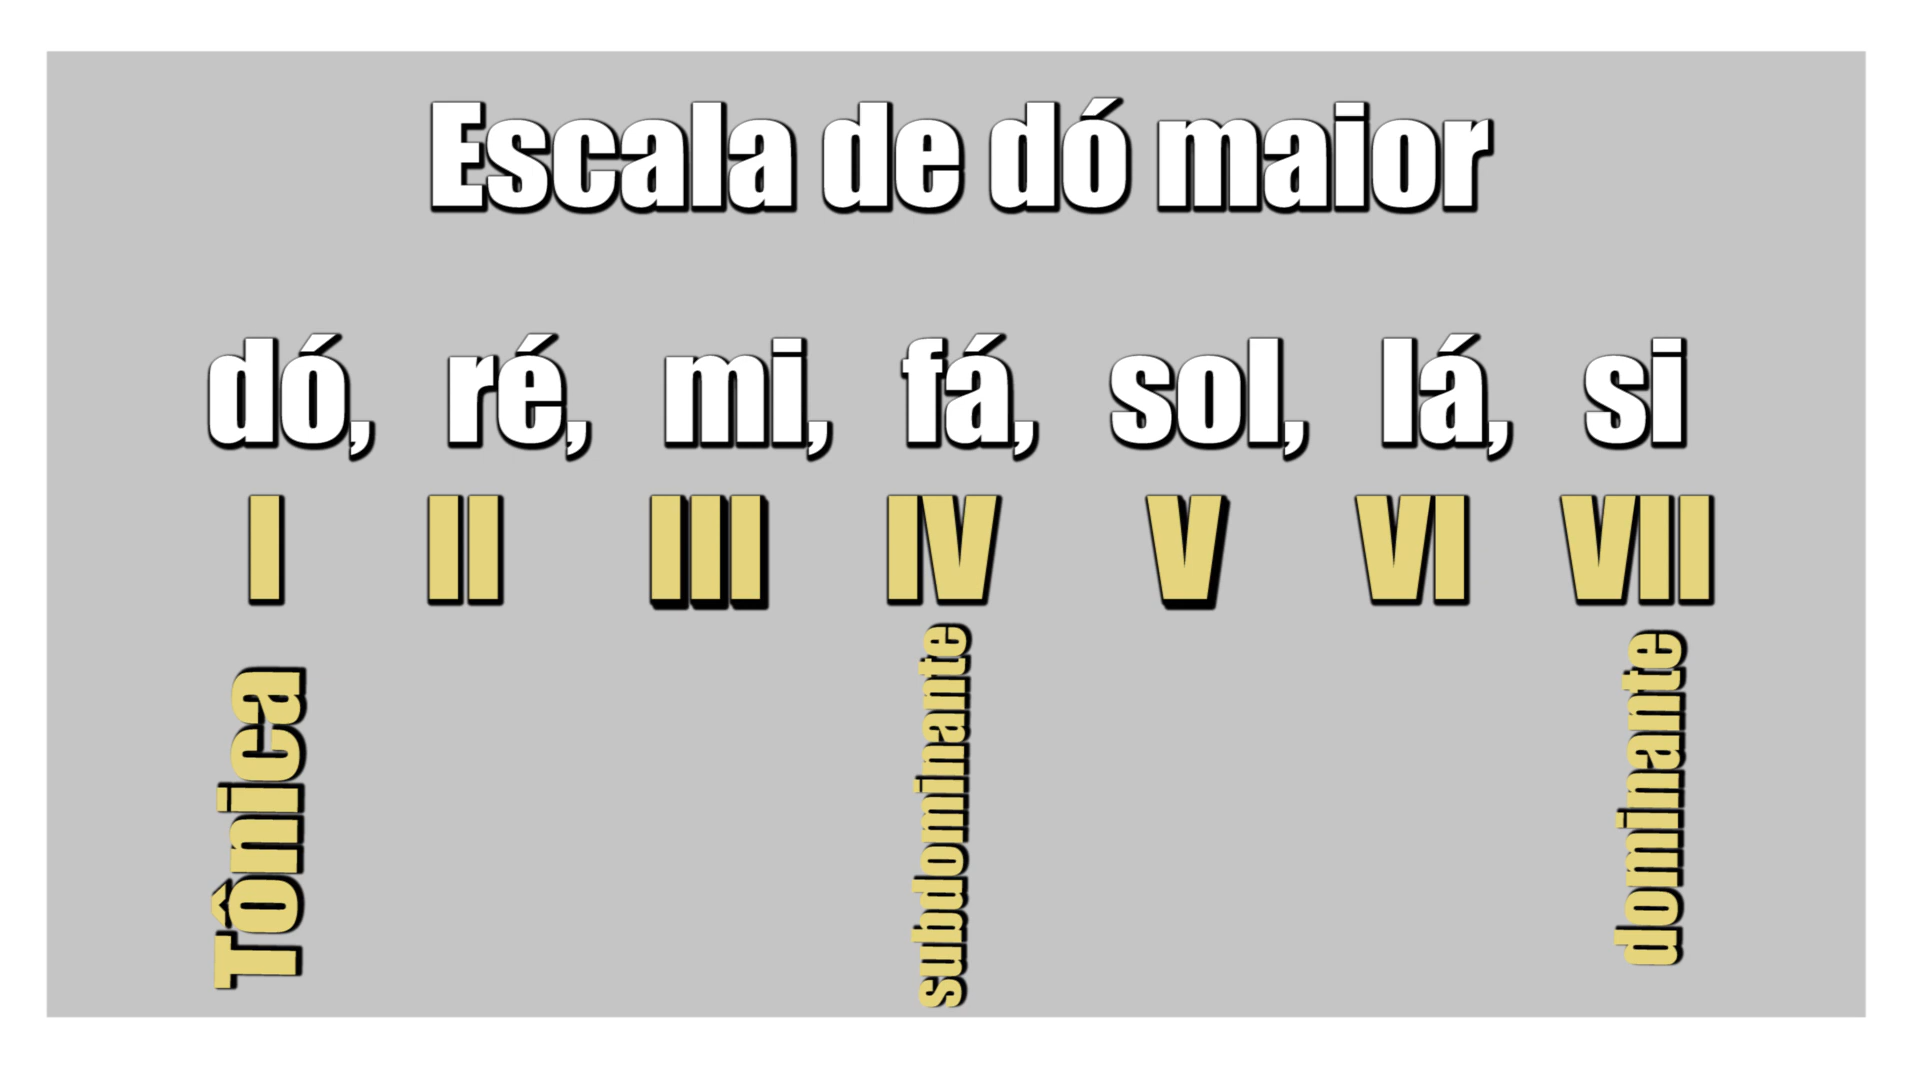 Escala de dó maior
dó, ré, mi, fá, sol, lá, si
I II III IV V VI VII
Tônica
subdominante
dominante